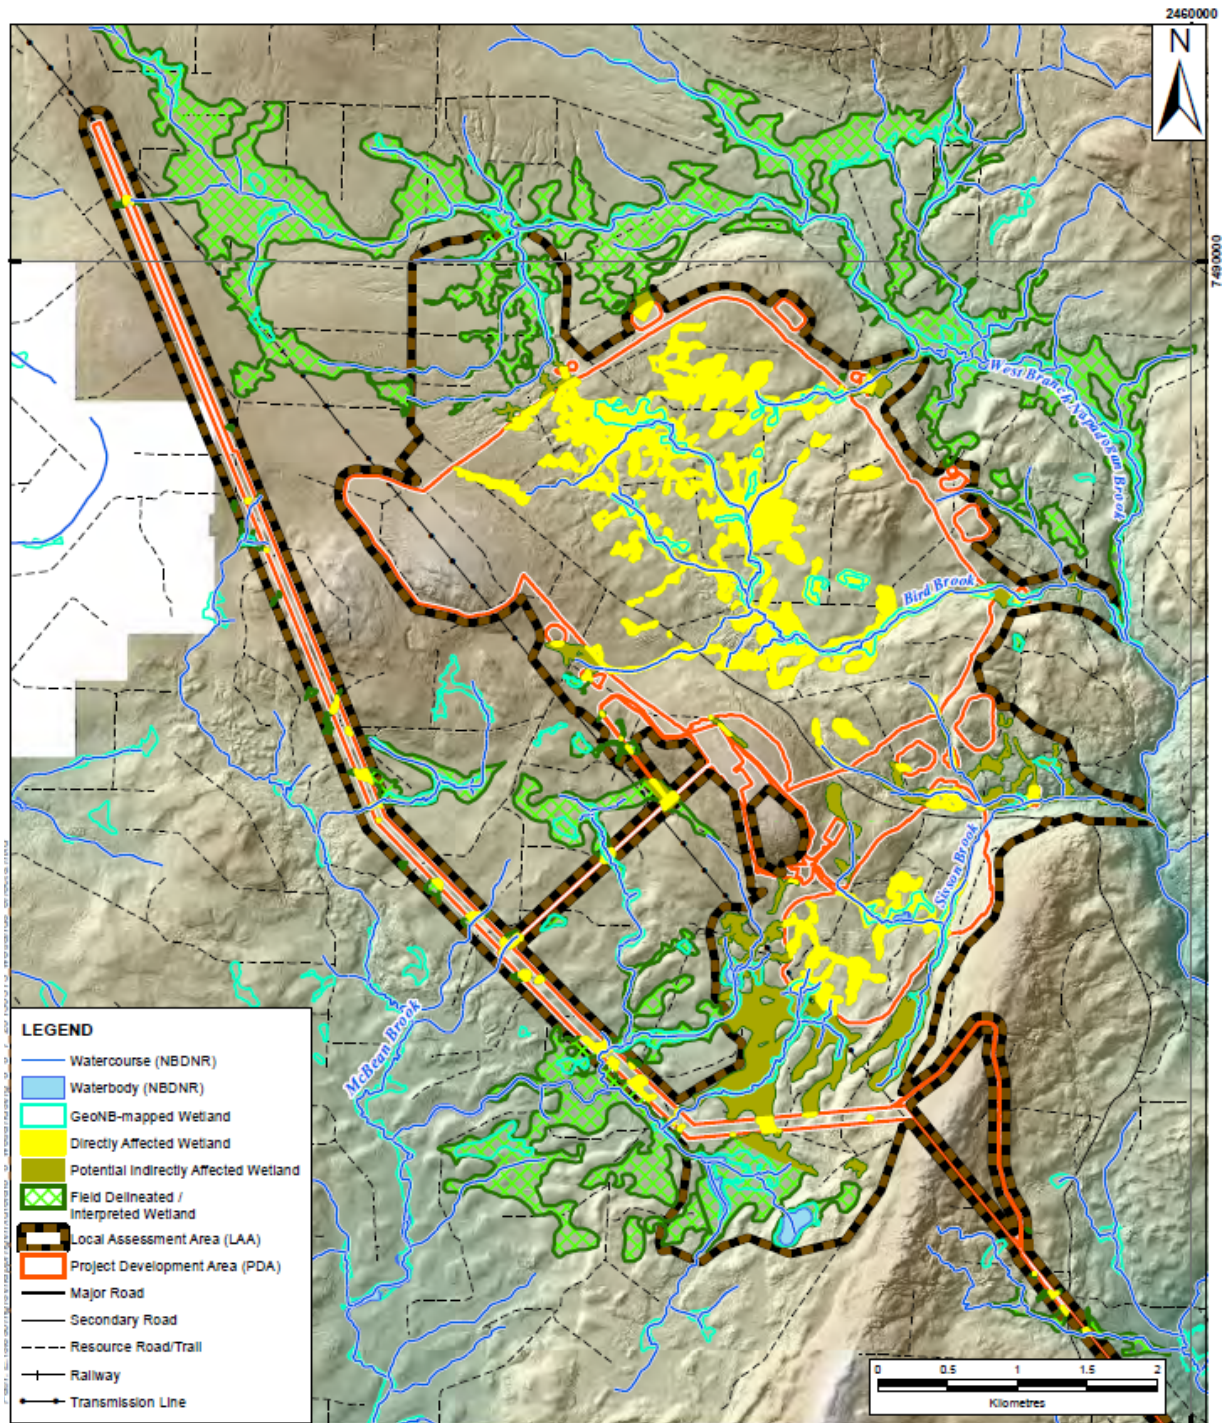 2460000
N
7490000
West Branch Napadogan Brook
Bird Brook
Sisson Brook
McBean Brook
LEGEND
Watercourse (NBDNR)
Waterbody (NBDNR)
GeoNB-mapped Wetland
Directly Affected Wetland
Potential Indirectly Affected Wetland
Field Delineated /
Interpreted Wetland
Local Assessment Area (LAA)
Project Development Area (PDA)
Major Road
Secondary Road
Resource Road/Trail
Railway
Transmission Line
0 0.5 1 1.5 2
Kilometres